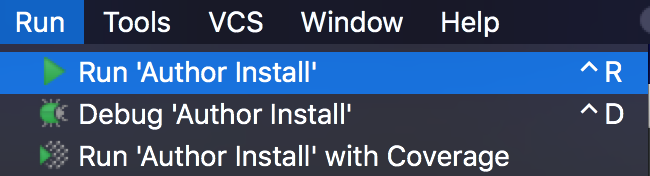 Run Tools VCS Window Help
Run 'Author Install' ^ R
Debug 'Author Install' ^ D
Run 'Author Install' with Coverage